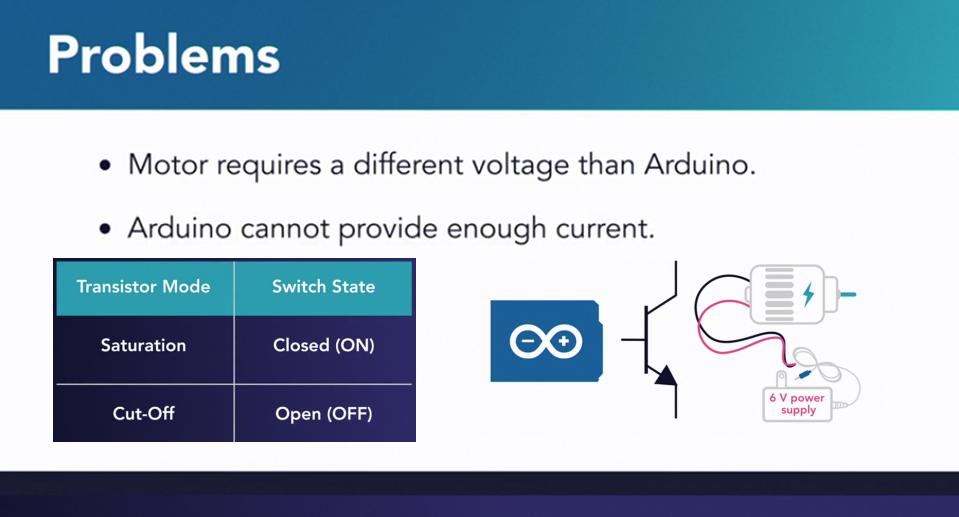 Problems
• Motor requires a different voltage than Arduino.
• Arduino cannot provide enough current.
Transistor Mode Switch State
Saturation Closed (ON)
Cut-Off Open (OFF)
6 V power
supply